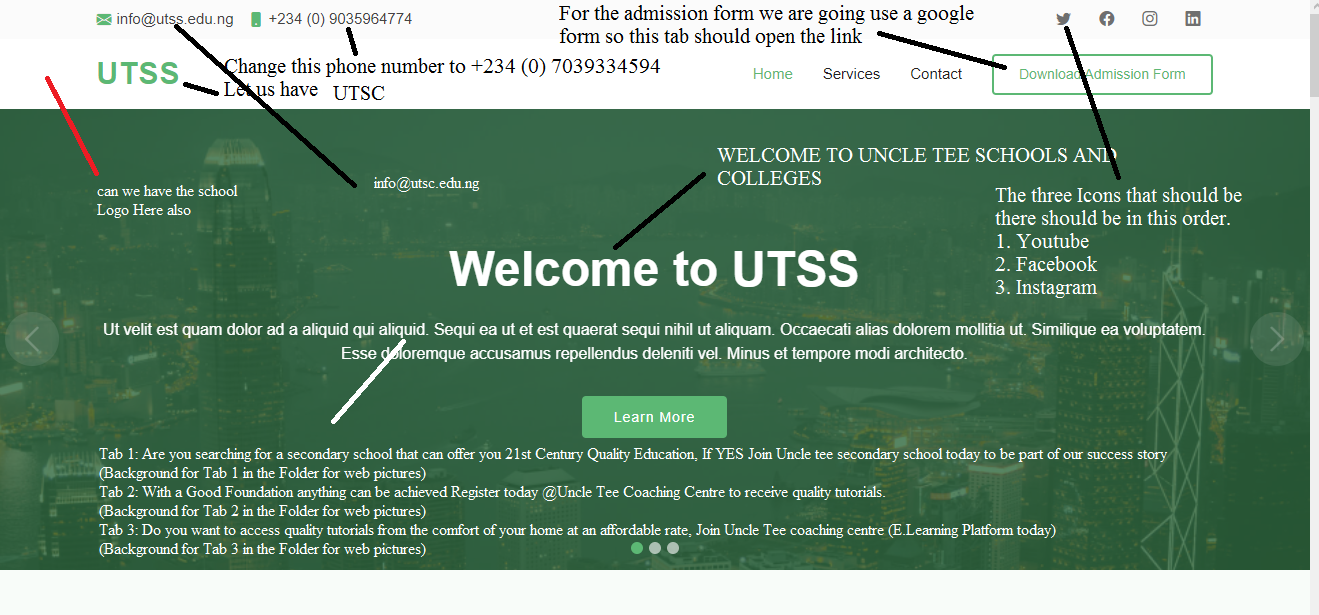 info@utss.edu.ng +234 (0) 9035964774
For the admission form we are going use a google
form so this tab should open the link
UTSS
Change this phone number to +234 (0) 7039334594
Let us have UTSC
Home Services Contact Download Admission Form
can we have the school
Logo Here also
info@utsc.edu.ng
WELCOME TO UNCLE TEE SCHOOLS AND
COLLEGES
The three Icons that should be
there should be in this order.
1. Youtube
2. Facebook
3. Instagram
Welcome to UTSS
Ut velit est quam dolor ad a aliquid qui aliquid. Sequi ea ut et est quaerat sequi nihil ut aliquam. Occaecati alias dolorem mollitia ut. Similique ea voluptatem.
Esse doloremque accusamus repellendus deleniti vel. Minus et tempore modi architecto.
Learn More
Tab 1: Are you searching for a secondary school that can offer you 21st Century Quality Education, If YES Join Uncle tee secondary school today to be part of our success story
(Background for Tab 1 in the Folder for web pictures)
Tab 2: With a Good Foundation anything can be achieved Register today @Uncle Tee Coaching Centre to receive quality tutorials.
(Background for Tab 2 in the Folder for web pictures)
Tab 3: Do you want to access quality tutorials from the comfort of your home at an affordable rate, Join Uncle Tee coaching centre (E.Learning Platform today)
(Background for Tab 3 in the Folder for web pictures)